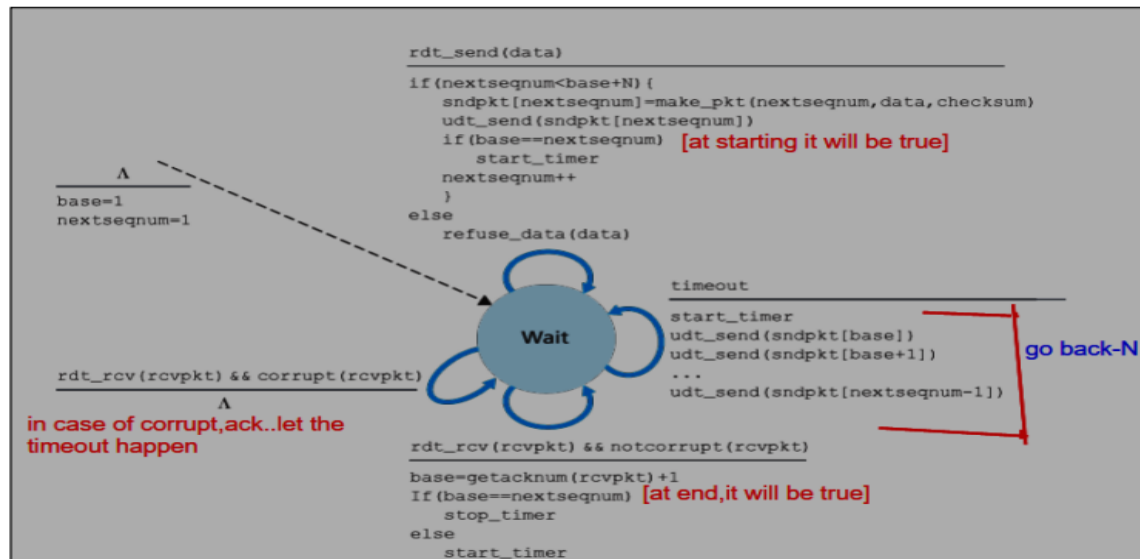 rdt_send(data)
if(nextseqnum<base+N){
sndpkt[nextseqnum]=make_pkt(nextseqnum,data,checksum)
udt_send(sndpkt[nextseqnum])
if(base==nextseqnum) [at starting it will be true]
start_timer
nextseqnum++
}
else
refuse_data(data)
Λ
base=1
nextseqnum=1
Wait
timeout
start_timer
udt_send(sndpkt[base])
udt_send(sndpkt[base+1])
...
udt_send(sndpkt[nextseqnum-1])
go back-N
rdt_rcv(rcvpkt) && corrupt(rcvpkt)
Λ
in case of corrupt,ack..let the
timeout happen
rdt_rcv(rcvpkt) && notcorrupt(rcvpkt)
base=getacknum(rcvpkt)+1
If(base==nextseqnum) [at end,it will be true]
stop_timer
else
start_timer